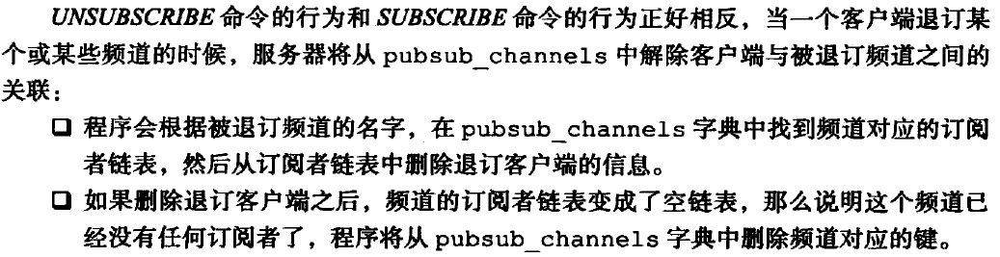 UNSUBSCRIBE 命令的行为和 SUBSCRIBE 命令的行为正好相反，当一个客户端退订某
个或某些频道的时候，服务器将从 pubsub_channels 中解除客户端与被退订频道之间的
关联：
❑ 程序会根据被退订频道的名字，在 pubsub_channels 字典中找到频道对应的订阅
者链表，然后从订阅者链表中删除退订客户端的信息。
❑ 如果删除退订客户端之后，频道的订阅者链表变成了空链表，那么说明这个频道已
经没有任何订阅者了，程序将从 pubsub_channels 字典中删除频道对应的键。